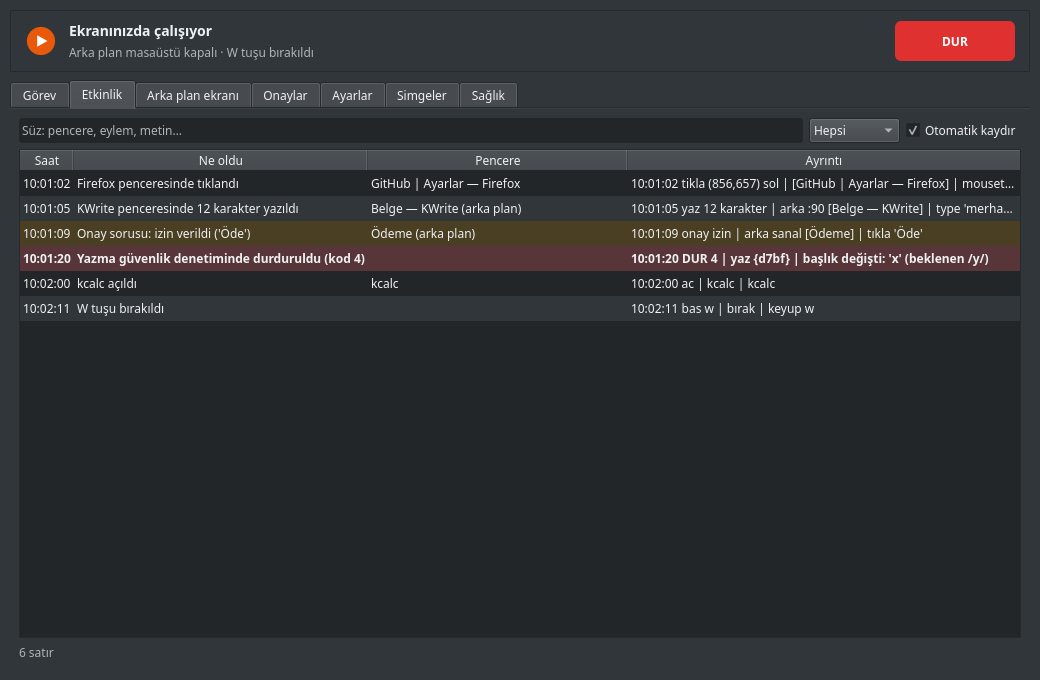 Ekranınızda çalışıyor
Arka plan masaüstü kapalı · W tuşu bırakıldı
DUR
Görev Etkinlik Arka plan ekranı Onaylar Ayarlar Simgeler Sağlık
Süz: pencere, eylem, metin... Hepsi Otomatik kaydır
Saat Ne oldu Pencere Ayrıntı
10:01:02 Firefox penceresinde tıklandı GitHub | Ayarlar — Firefox 10:01:02 tikla (856,657) sol | [GitHub | Ayarlar — Firefox] | mouset...
10:01:05 KWrite penceresinde 12 karakter yazıldı Belge — KWrite (arka plan) 10:01:05 yaz 12 karakter | arka :90 [Belge — KWrite] | type 'merha...
10:01:09 Onay sorusu: izin verildi ('Öde') Ödeme (arka plan) 10:01:09 onay izin | arka sanal [Ödeme] | tıkla 'Öde'
10:01:20 Yazma güvenlik denetiminde durduruldu (kod 4) 10:01:20 DUR 4 | yaz {d7bf} | başlık değişti: 'x' (beklenen /y/)
10:02:00 kcalc açıldı kcalc 10:02:00 ac | kcalc | kcalc
10:02:11 W tuşu bırakıldı 10:02:11 bas w | bırak | keyup w
6 satır